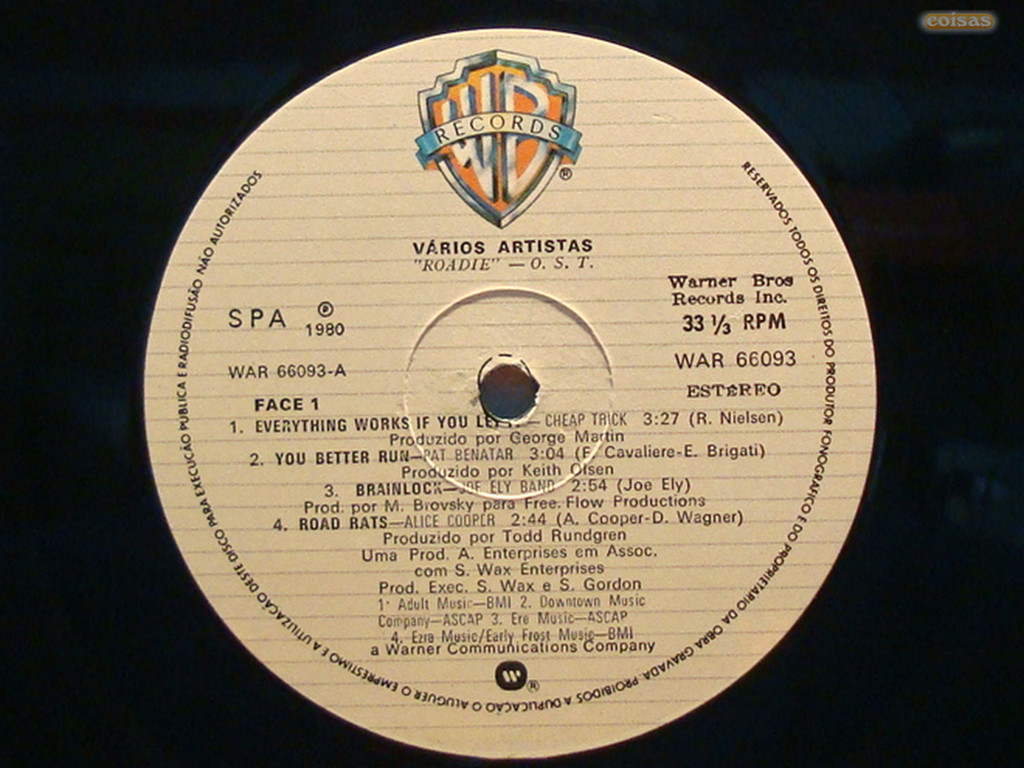 coisas
WB
RECORDS
®
VÁRIOS ARTISTAS
"ROADIE" — O. S. T.
SPA
Ⓟ
1980
WAR 66093-A
FACE 1
Warner Bros
Records Inc.
33 ⅓ RPM
WAR 66093
ESTÉREO
1. EVERYTHING WORKS IF YOU — CHEAP TRICK 3:27 (R. Nielsen)
Produzido por George Martin
2. YOU BETTER RUN—PAT BENATAR 3:04 (E. Cavaliere-E. Brigati)
Produzido por Keith Olsen
3. BRAINLOCK—JOE ELY BAND 2:54 (Joe Ely)
Prod. por M. Brovsky para Free. Flow Productions
4. ROAD RATS—ALICE COOPER 2:44 (A. Cooper-D. Wagner)
Produzido por Todd Rundgren
Uma Prod. A. Enterprises em Assoc.
com S. Wax Enterprises
Prod. Exec. S. Wax e S. Gordon
1. Adult Music—BMI 2. Downtown Music
Company—ASCAP 3. Ere Music—ASCAP
4. Ezra Music/Early Frost Music—BMI
a Warner Communications Company
®
RESERVADOS TODOS OS DIREITOS DO PRODUTOR FONOGRÁFICO E DO PROPRIETÁRIO DA OBRA GRAVADA. PROIBIDOS A DUPLICAÇÃO O ALUGUER O EMPRÉSTIMO E A UTILIZAÇÃO DESTE DISCO PARA EXECUÇÃO PÚBLICA E RADIODIFUSÃO NÃO AUTORIZADOS